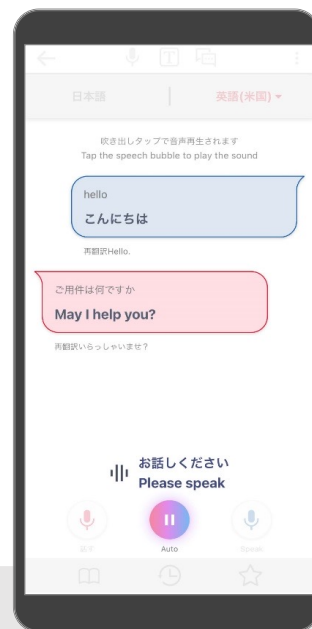 日本語
英語(米国)
吹き出しタップで音声再生されます
Tap the speech bubble to play the sound
hello
こんにちは
再翻訳Hello.
ご用件は何ですか
May I help you?
再翻訳いらっしゃいませ？
お話しください
Please speak
話す
Auto
Speak